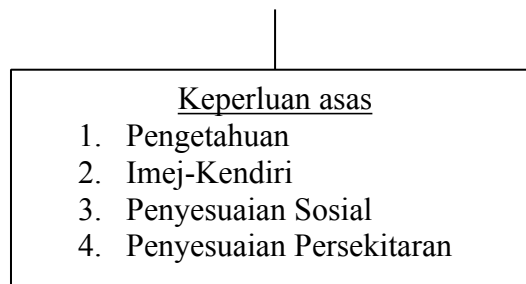 Keperluan asas
1. Pengetahuan
2. Imej-Kendiri
3. Penyesuaian Sosial
4. Penyesuaian Persekitaran